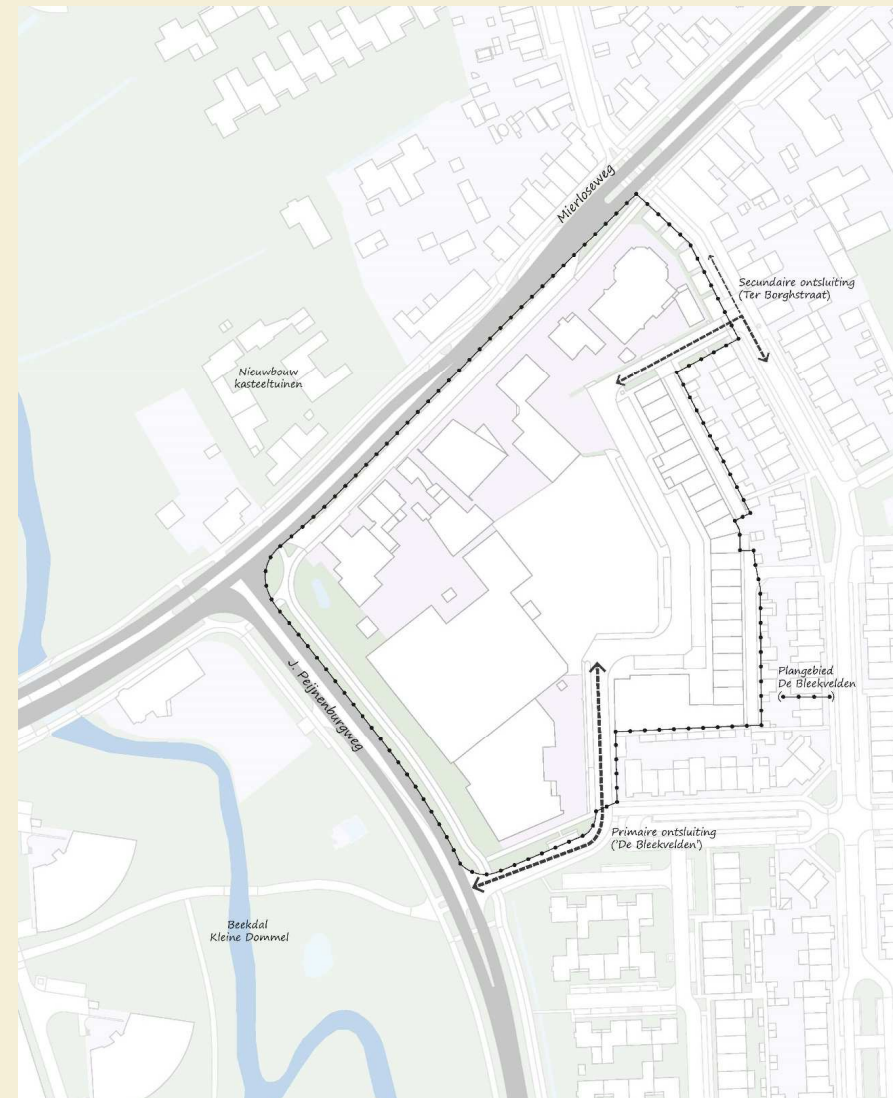 Mierloseweg
Secundaire ontsluiting
(Ter Borghstraat)
Nieuwbouw
kasteeltuinen
J. Peijnenburgweg
Plangebied
De Bleekvelden
Primaire ontsluiting
('De Bleekvelden')
Beekdal
Kleine Dommel